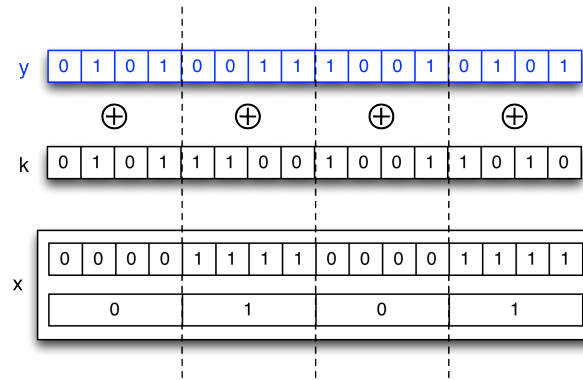 y 0 1 0 1 0 0 1 1 1 0 0 1 0 1 0 1
⊕ ⊕ ⊕ ⊕
k 0 1 0 1 1 1 0 0 1 0 0 1 1 0 1 0
0 0 0 0 1 1 1 1 0 0 0 0 1 1 1 1
x
0 1 0 1